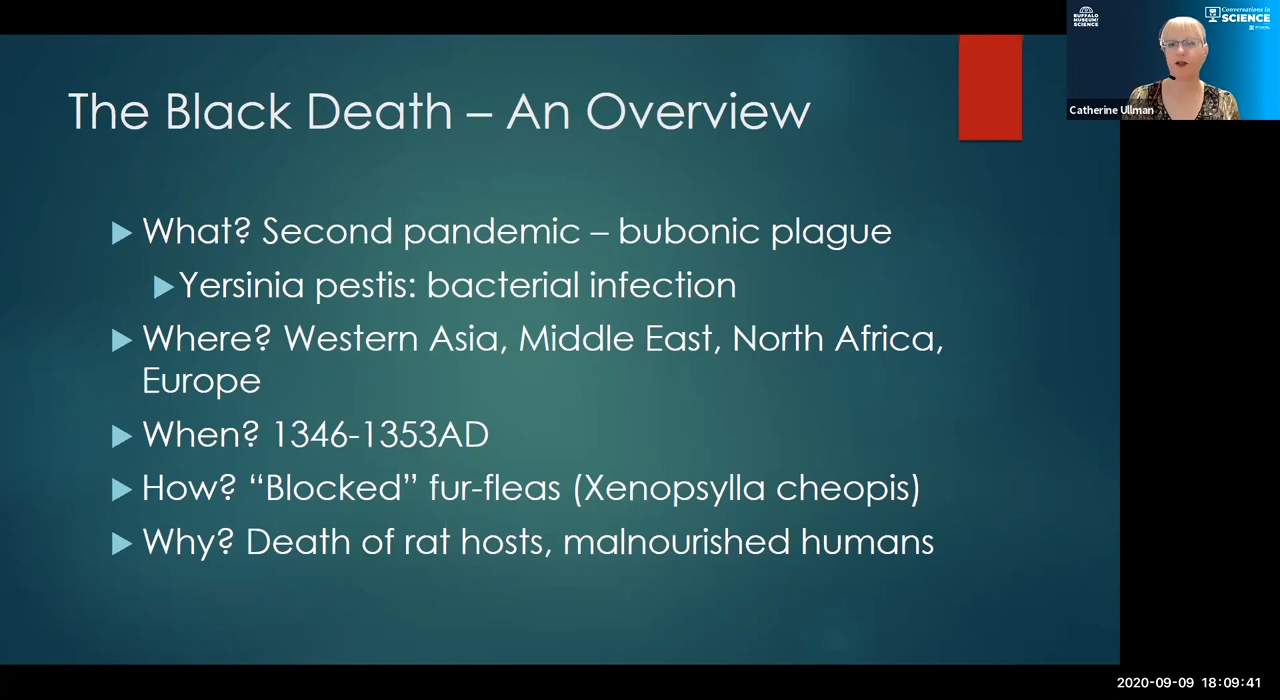 The Black Death – An Overview
What? Second pandemic – bubonic plague
Yersinia pestis: bacterial infection
Where? Western Asia, Middle East, North Africa,
Europe
When? 1346-1353AD
How? “Blocked” fur-fleas (Xenopsylla cheopis)
Why? Death of rat hosts, malnourished humans
BUFFALO
MUSEUM OF
SCIENCE
Conversations in
SCIENCE
Catherine Ullman
2020-09-09 18:09:41